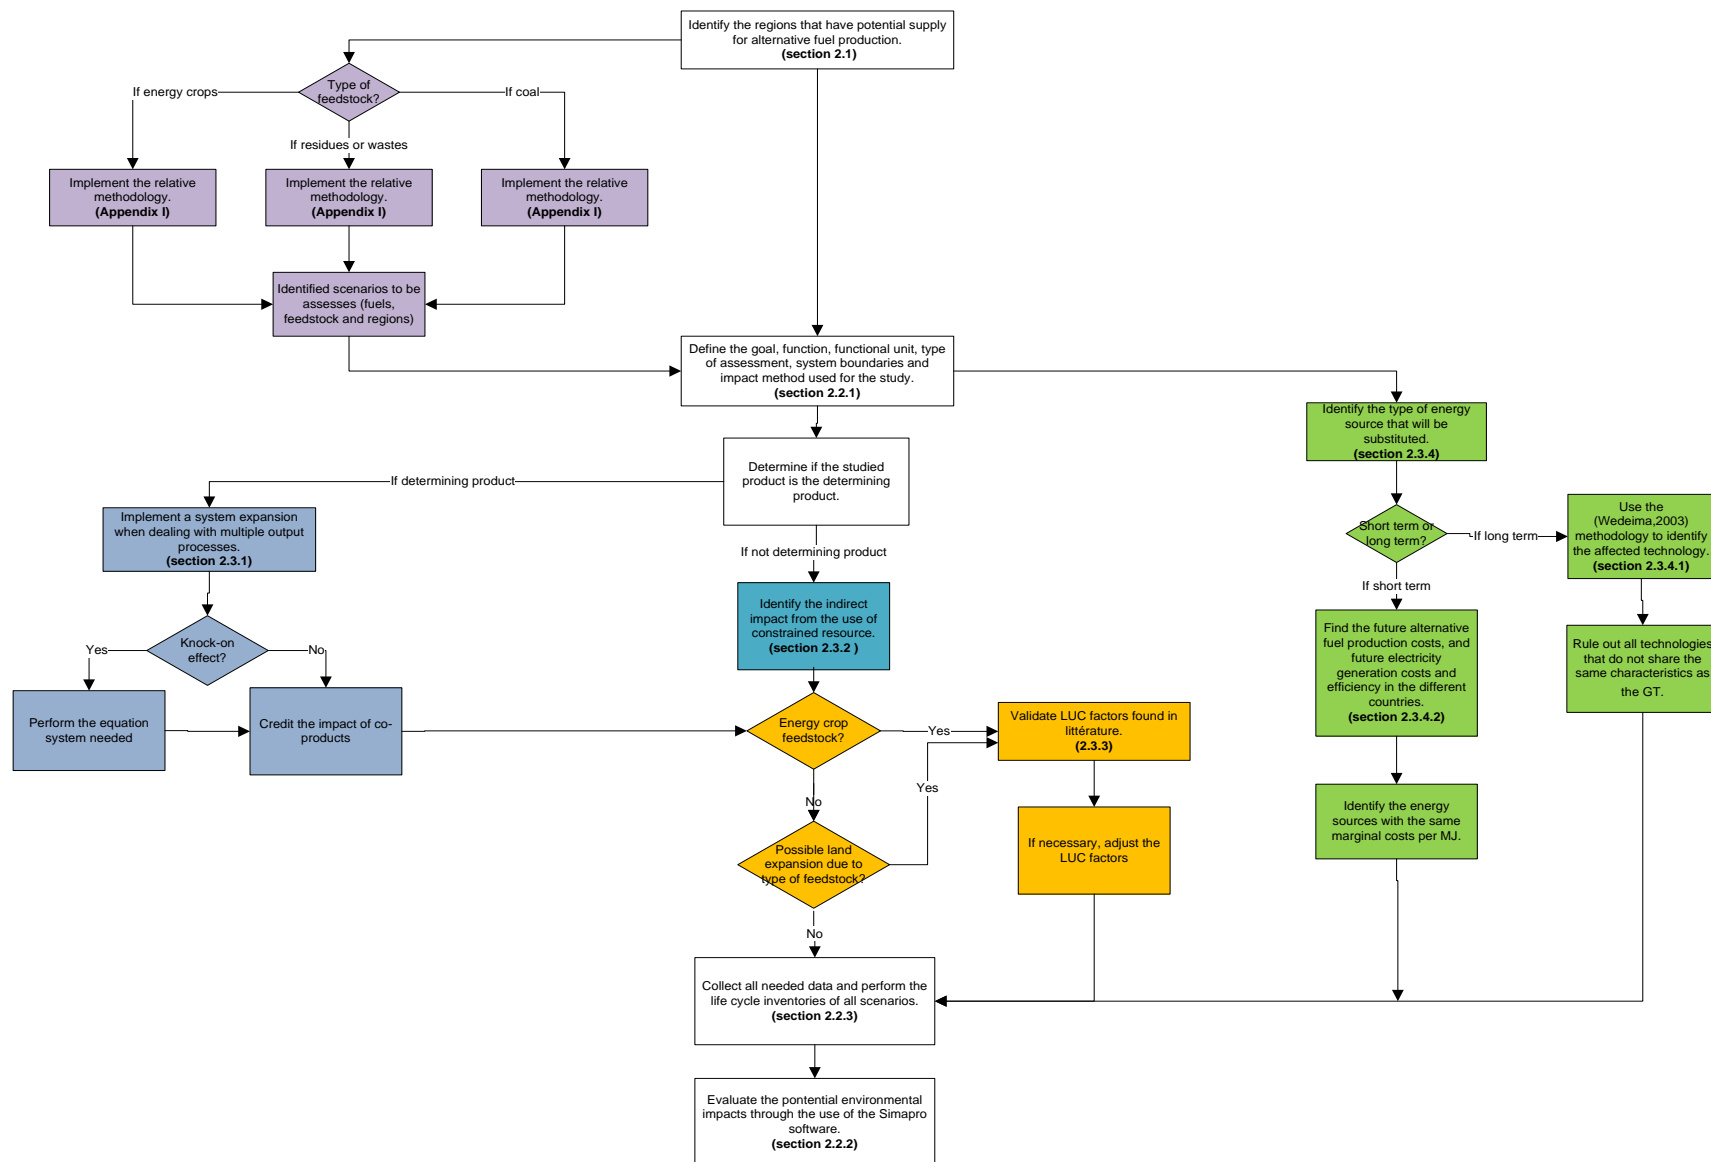 Identify the regions that have potential supply
for alternative fuel production.
(section 2.1)
Type of
feedstock?
If energy crops
If coal
If residues or wastes
Implement the relative
methodology.
(Appendix I)
Implement the relative
methodology.
(Appendix I)
Implement the relative
methodology.
(Appendix I)
Identified scenarios to be
assesses (fuels,
feedstock and regions)
Define the goal, function, functional unit, type
of assessment, system boundaries and
impact method used for the study.
(section 2.2.1)
Identify the type of energy
source that will be
substituted.
(section 2.3.4)
Determine if the studied
product is the determining
product.
If determining product
If not determining product
Implement a system expansion
when dealing with multiple output
processes.
(section 2.3.1)
Short term or
long term?
If long term
If short term
Use the
(Wedeima,2003)
methodology to identify
the affected technology.
(section 2.3.4.1)
Identify the indirect
impact from the use of
constrained resource.
(section 2.3.2 )
Knock-on
effect?
Yes
No
Find the future alternative
fuel production costs, and
future electricity
generation costs and
efficiency in the different
countries.
(section 2.3.4.2)
Rule out all technologies
that do not share the
same characteristics as
the GT.
Perform the equation
system needed
Credit the impact of co-
products
Energy crop
feedstock?
Yes
Validate LUC factors found in
littérature.
(2.3.3)
No
Yes
Identify the energy
sources with the same
marginal costs per MJ.
Possible land
expansion due to
type of feedstock?
If necessary, adjust the
LUC factors
No
Collect all needed data and perform the
life cycle inventories of all scenarios.
(section 2.2.3)
Evaluate the pontential environmental
impacts through the use of the Simapro
software.
(section 2.2.2)